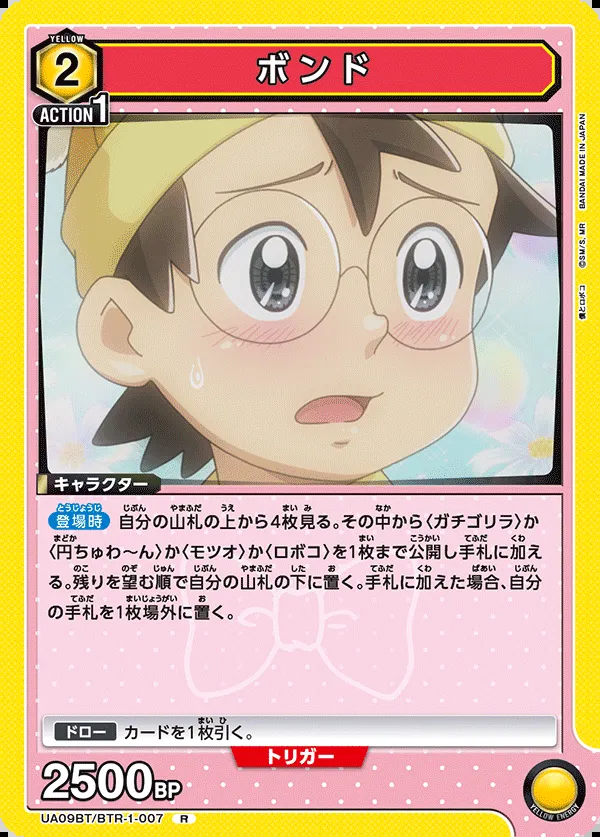 YELLOW
2
ACTION 1
ボンド
BANDAI MADE IN JAPAN
©SM/S, MR
僕とロボコ
キャラクター
登場時 自分の山札の上から4枚見る。その中から〈ガチゴリラ〉か
〈円ちゅわ〜ん〉か〈モツオ〉か〈ロボコ〉を1枚まで公開し手札に加え
る。残りを望む順で自分の山札の下に置く。手札に加えた場合、自分
の手札を1枚場外に置く。
ドロー カードを1枚引く。
トリガー
2500BP
YELLOW ENERGY
UA09BT/BTR-1-007 R